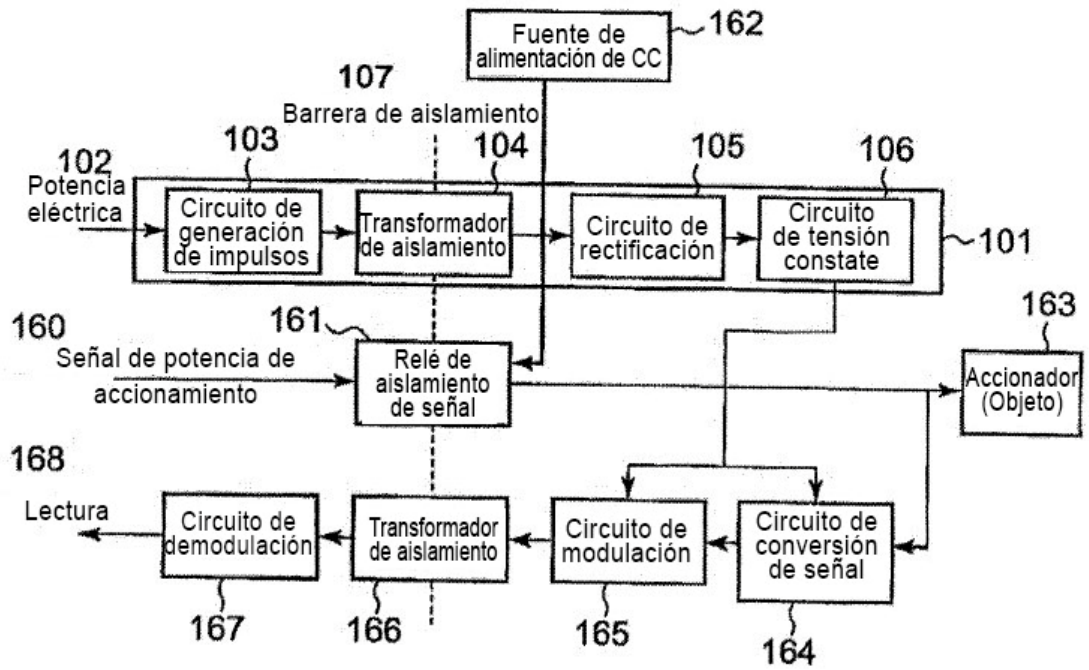 Fuente de
alimentación de CC
162
107
Barrera de aislamiento
103
104
105
106
102
Potencia
eléctrica
Circuito de
generación
de impulsos
Transformador
de aislamiento
Circuito de
rectificación
Circuito
de tensión
constate
101
160
161
163
Señal de potencia de
accionamiento
Relé de
aislamiento
de señal
Accionador
(Objeto)
168
Lectura
Circuito de
demodulación
Transformador
de aislamiento
Circuito de
modulación
Circuito de
conversión
de señal
167
166
165
164